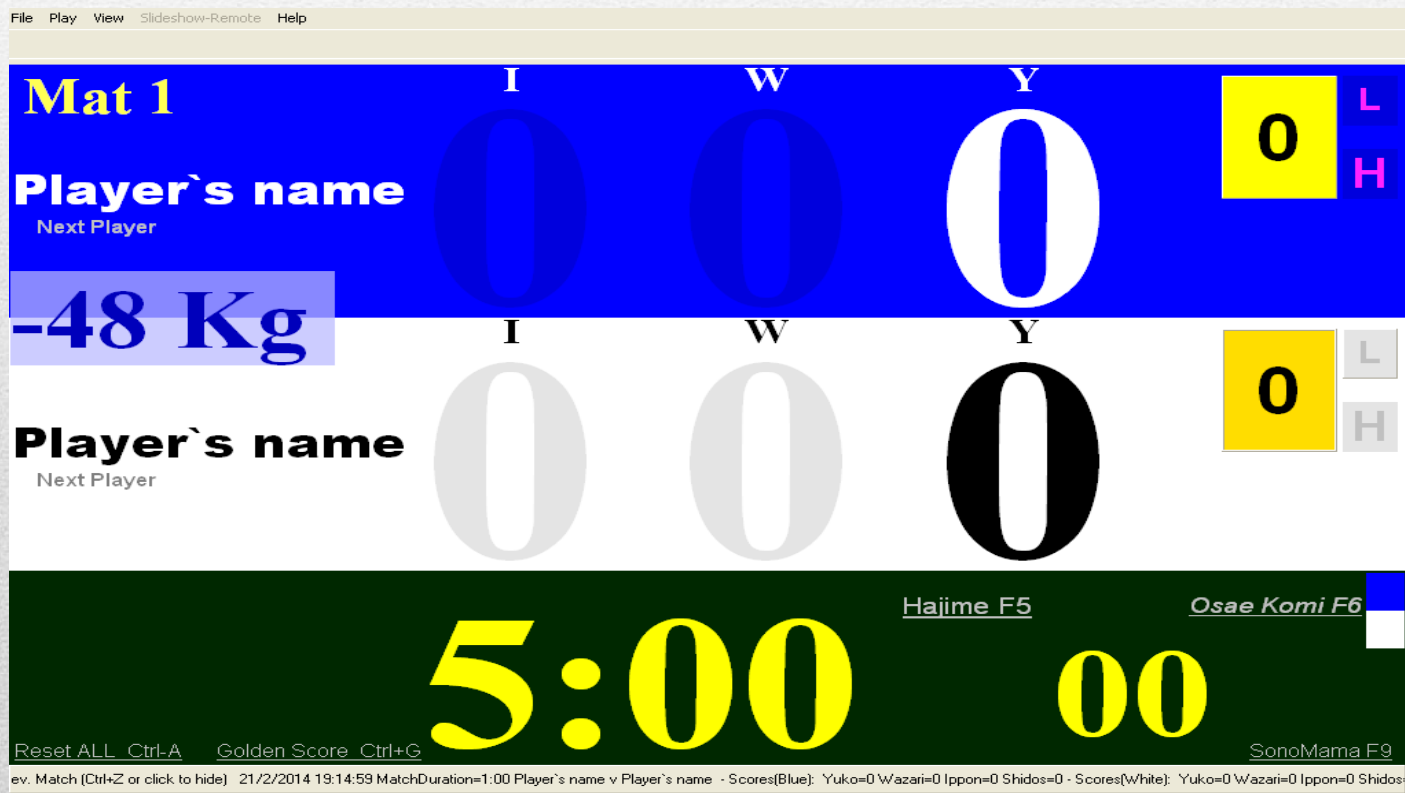 File Play View Slideshow-Remote Help
Mat 1
I W Y
0 0 0 0
L
H
Player`s name
Next Player
-48 Kg
I W Y
0 0 0 0
L
H
Player`s name
Next Player
Hajime F5
Osae Komi F6
5:00
00
Reset ALL Ctrl-A
Golden Score Ctrl+G
SonoMama F9
ev. Match (Ctrl+Z or click to hide) 21/2/2014 19:14:59 MatchDuration=1:00 Player`s name v Player`s name - Scores(Blue): Yuko=0 Wazari=0 Ippon=0 Shidos=0 - Scores(White): Yuko=0 Wazari=0 Ippon=0 Shidos=